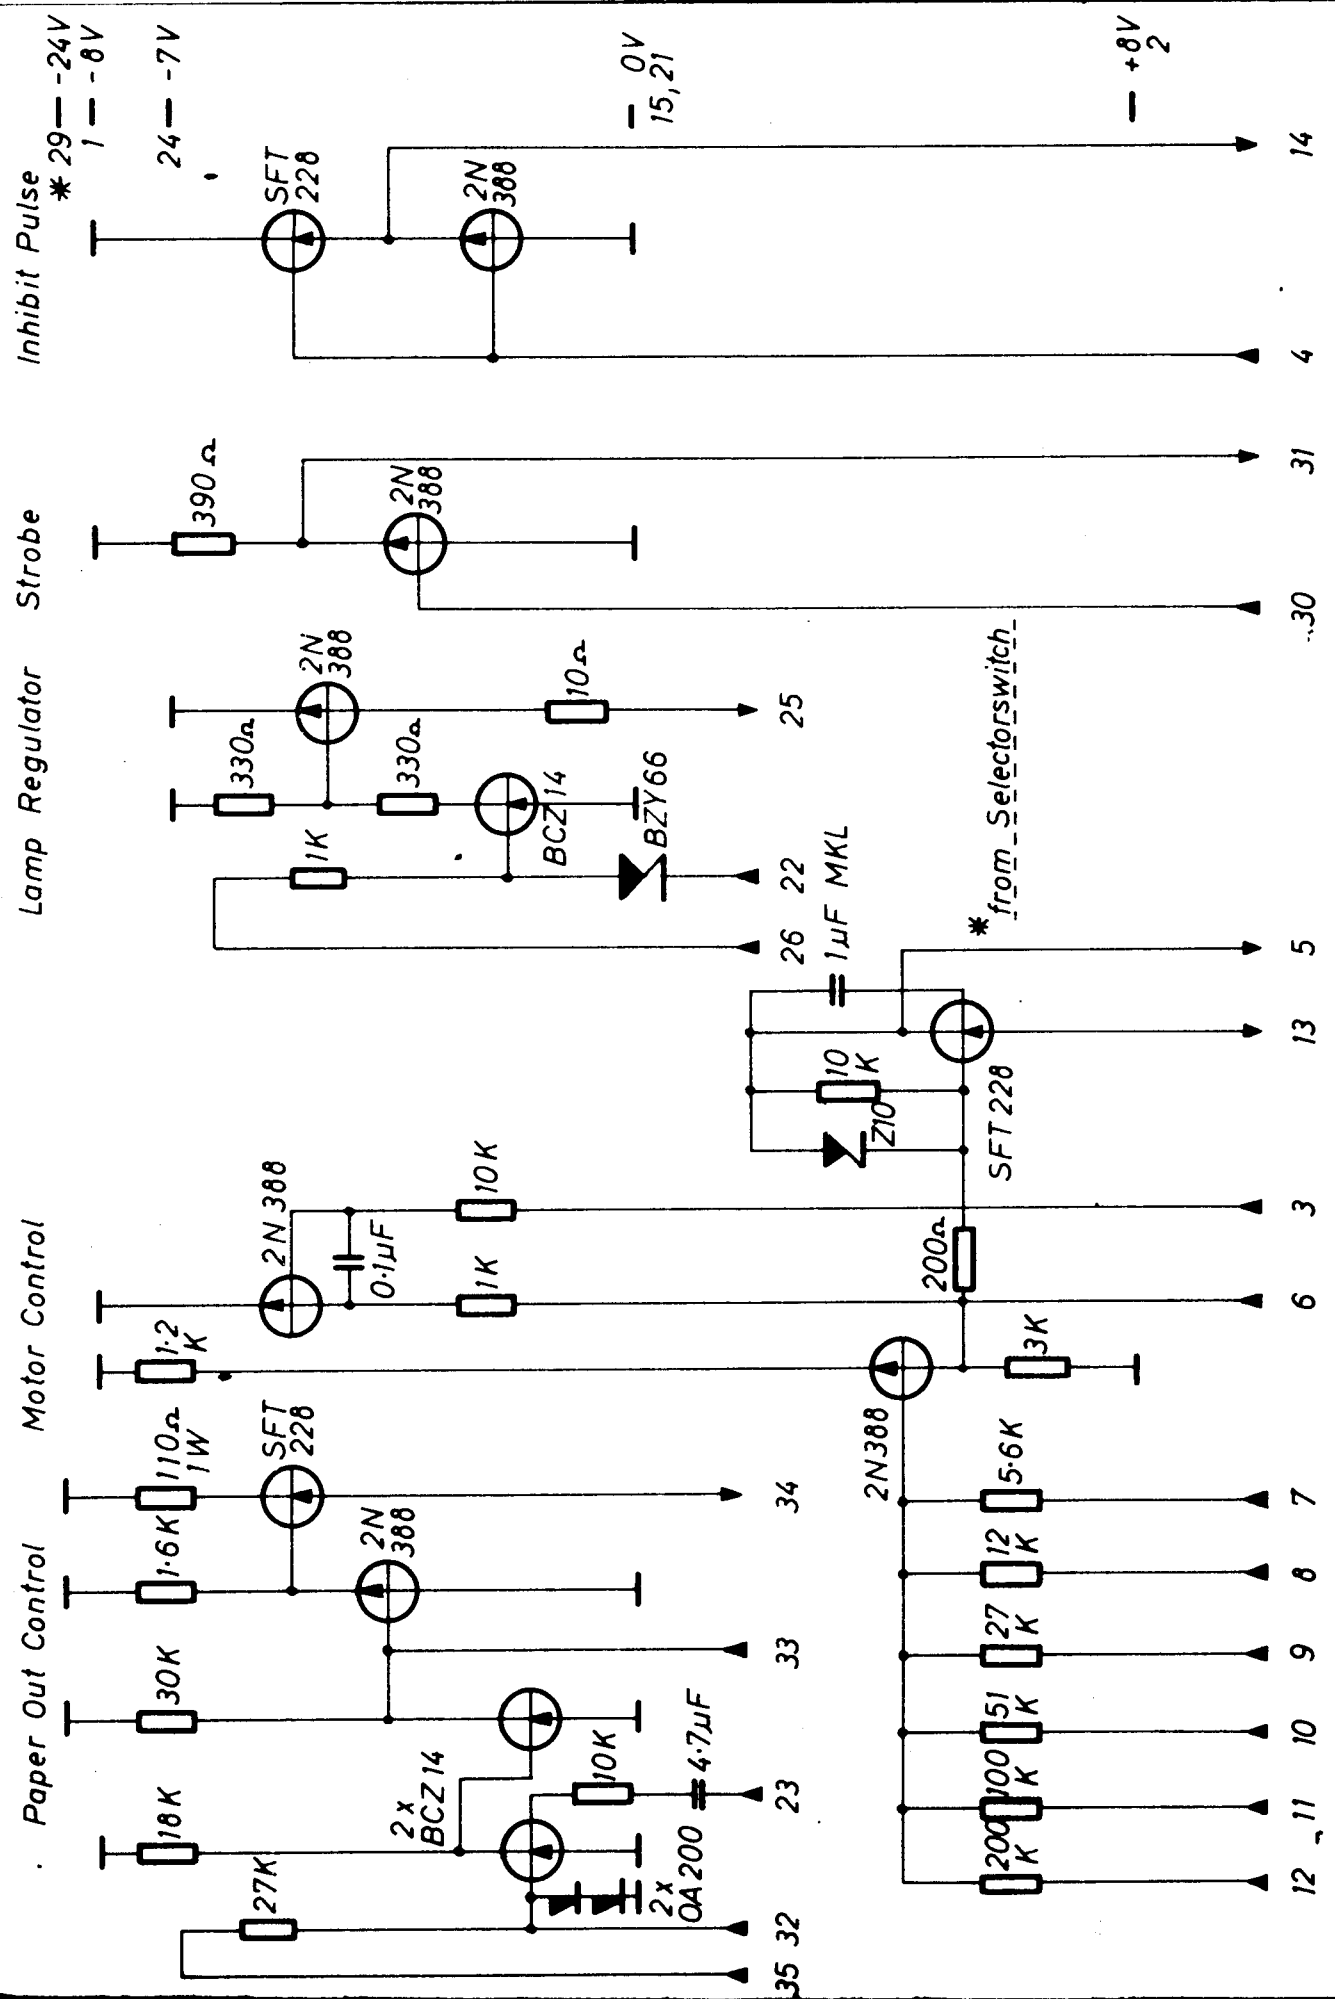 Paper Out Control
Motor Control
Lamp Regulator
Strobe
Inhibit Pulse
* 29 — -24V
1 — -8V
24 — -7V
— 0V
15,21
— +8V
2
27K
18K
30K
1·6K
110Ω
1W
SFT
228
2N
388
2x
BCZ14
10K
4·7µF
2x
OA200
35
32
23
33
34
1·2
K
2N388
0·1µF
10K
1K
2N388
200Ω
3K
Z10
10
K
1µF MKL
SFT228
* from Selectorswitch
200
K
100
K
51
K
27
K
12
K
5·6K
12
11
10
9
8
7
6
3
13
5
1K
330Ω
330Ω
2N
388
BCZ14
BZY66
10Ω
26
22
25
390Ω
2N
388
30
31
SFT
228
2N
388
4
14